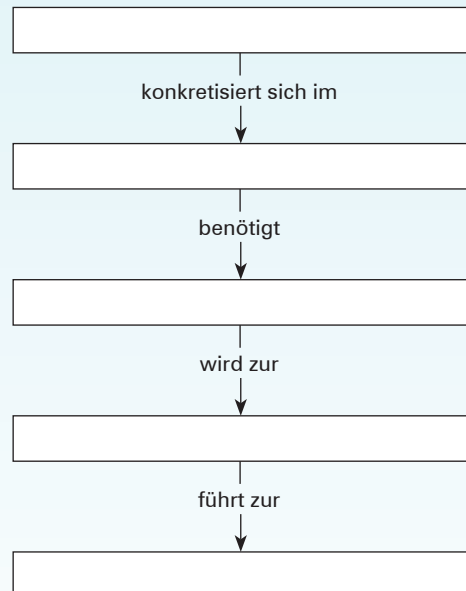 konkretisiert sich im
benötigt
wird zur
führt zur